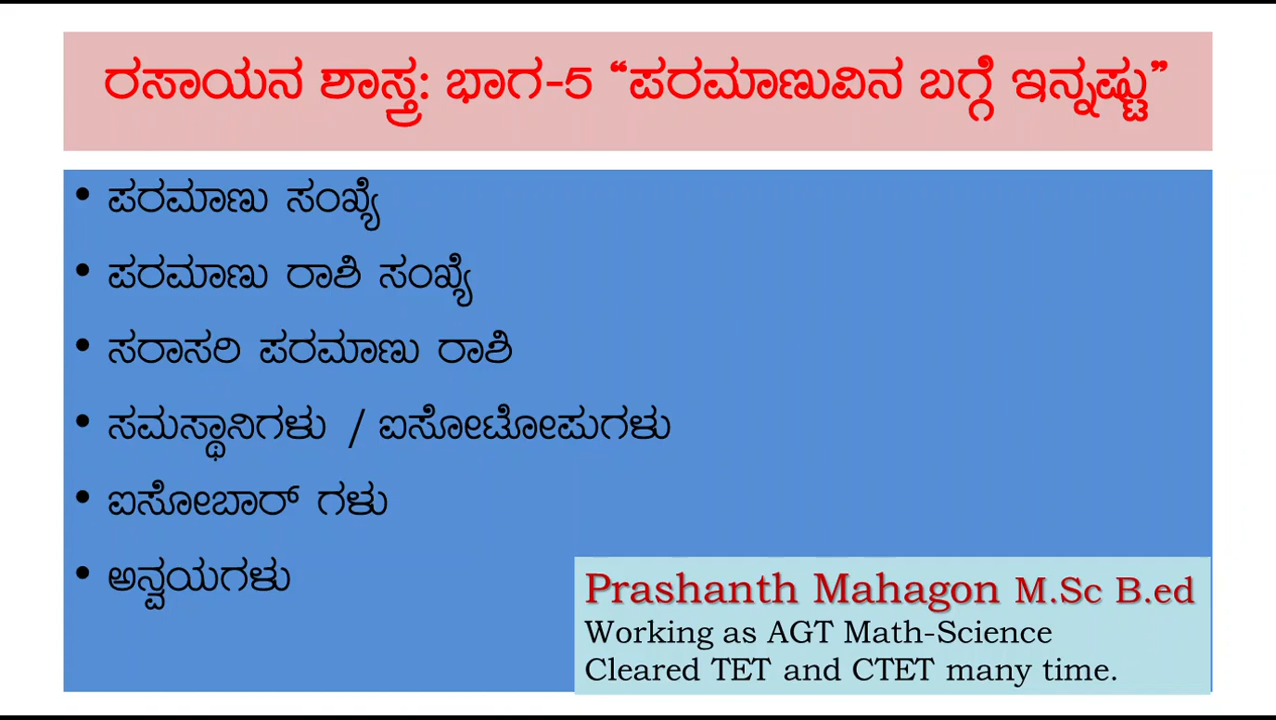 ರಸಾಯನ ಶಾಸ್ತ್ರ: ಭಾಗ-5 “ಪರಮಾಣುವಿನ ಬಗ್ಗೆ ಇನ್ನಷ್ಟು”
• ಪರಮಾಣು ಸಂಖ್ಯೆ
• ಪರಮಾಣು ರಾಶಿ ಸಂಖ್ಯೆ
• ಸರಾಸರಿ ಪರಮಾಣು ರಾಶಿ
• ಸಮಸ್ಥಾನಿಗಳು / ಐಸೋಟೋಪುಗಳು
• ಐಸೋಬಾರ್ ಗಳು
• ಅನ್ವಯಗಳು
Prashanth Mahagon M.Sc B.ed
Working as AGT Math-Science
Cleared TET and CTET many time.